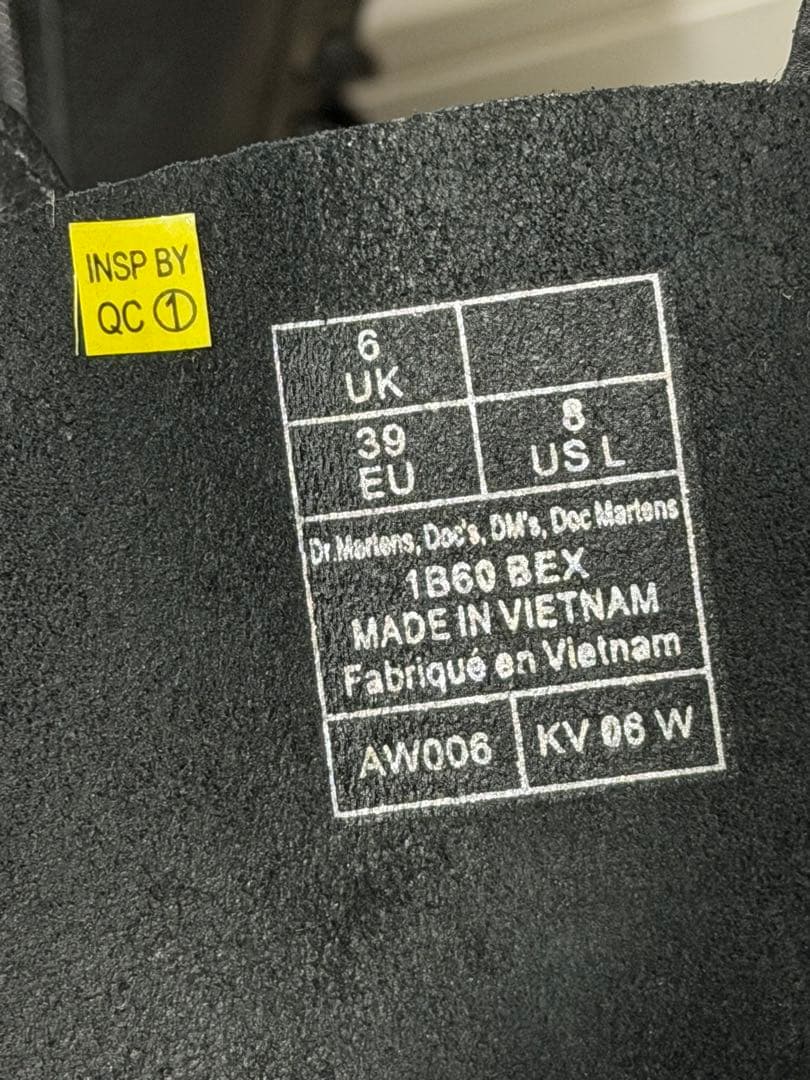 INSP BY
QC ①
6
UK
39
EU
8
US L
Dr.Martens, Doc's, DM's, Doc Martens
1B60 BEX
MADE IN VIETNAM
Fabriqué en Vietnam
AW006
KV 06 W